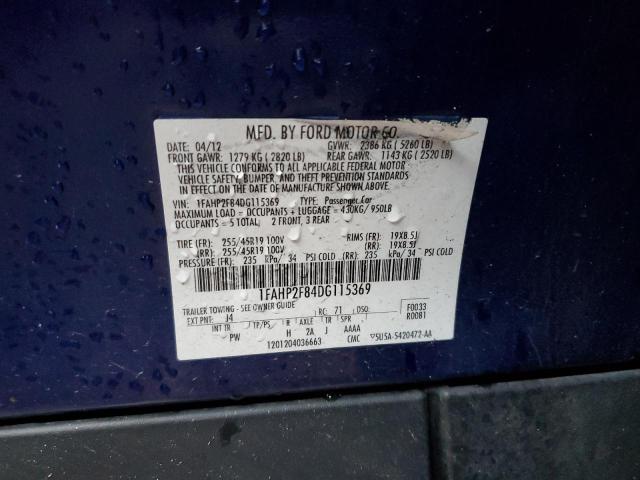 MFD. BY FORD MOTOR CO.
DATE: 04/12 GVWR: 2386 KG ( 5260 LB)
FRONT GAWR: 1279 KG ( 2820 LB) REAR GAWR: 1143 KG ( 2520 LB)
THIS VEHICLE CONFORMS TO ALL APPLICABLE FEDERAL MOTOR
VEHICLE SAFETY, BUMPER, AND THEFT PREVENTION STANDARDS
IN EFFECT ON THE DATE OF MANUFACTURE SHOWN ABOVE.
VIN: 1FAHP2F84DG115369 TYPE: Passenger Car
MAXIMUM LOAD = OCCUPANTS + LUGGAGE = 430KG/ 950LB
OCCUPANTS = 5 TOTAL, 2 FRONT, 3 REAR
TIRE (FR): 255/45R19 100V RIMS (FR): 19X8.5J
(RR): 255/45R19 100V (RR): 19X8.5J
PRESSURE (FR): 235 kPa/ 34 PSI COLD (RR): 235 kPa/ 34 PSI COLD
1FAHP2F84DG115369
TRAILER TOWING - SEE OWNER GUIDE
EXT PNT: J4 RC: 71 DSO: F0033
R0081
INT TR TP/PS R AXLE TR SPR
PW H 2A J AAAA
1201204036663 CMC ▽5U5A-5420472-AA